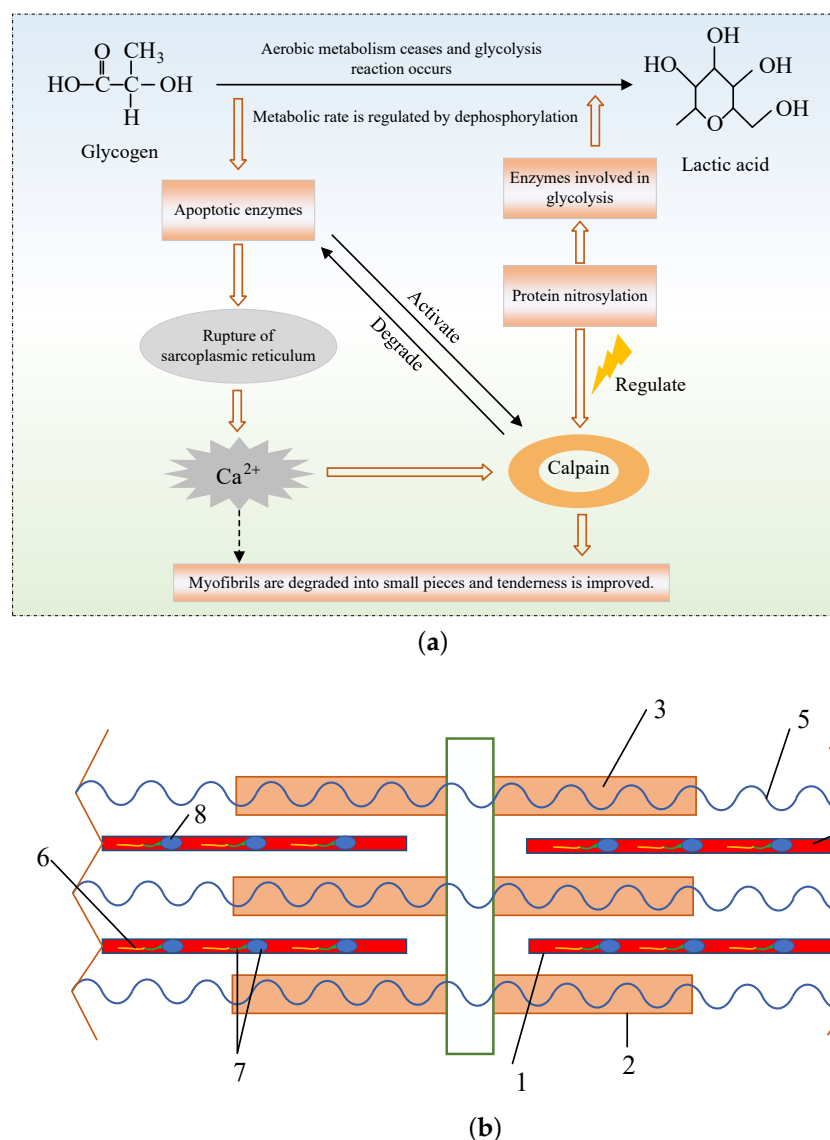 Aerobic metabolism ceases and glycolysis
reaction occurs
O
CH3
HO
C
C
OH
H
Glycogen
Metabolic rate is regulated by dephosphorylation
OH
HO
OH
O
OH
Lactic acid
Apoptotic enzymes
Enzymes involved in
glycolysis
Protein nitrosylation
Activate
Degrade
Rupture of
sarcoplasmic reticulum
Regulate
Ca2+
Calpain
Myofibrils are degraded into small pieces and tenderness is improved.
(a)
3
5
8
6
7
1
2
(b)